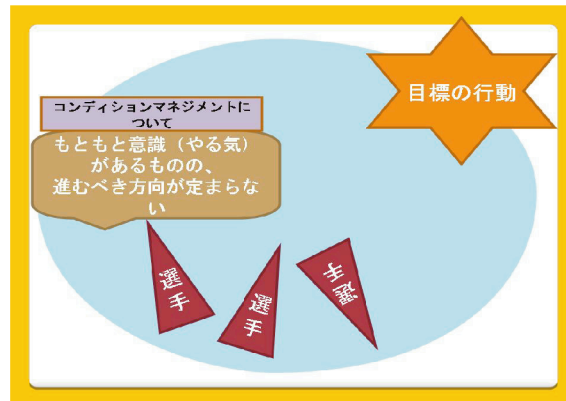 目標の行動
コンディションマネジメントに
ついて
もともと意識（やる気）
があるものの、
進むべき方向が定まらな
い
選手
選手
選手